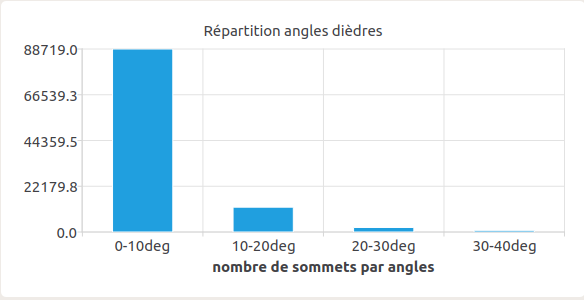 Répartition angles dièdres
88719.0
66539.3
44359.5
22179.8
0.0
0-10deg 10-20deg 20-30deg 30-40deg
nombre de sommets par angles